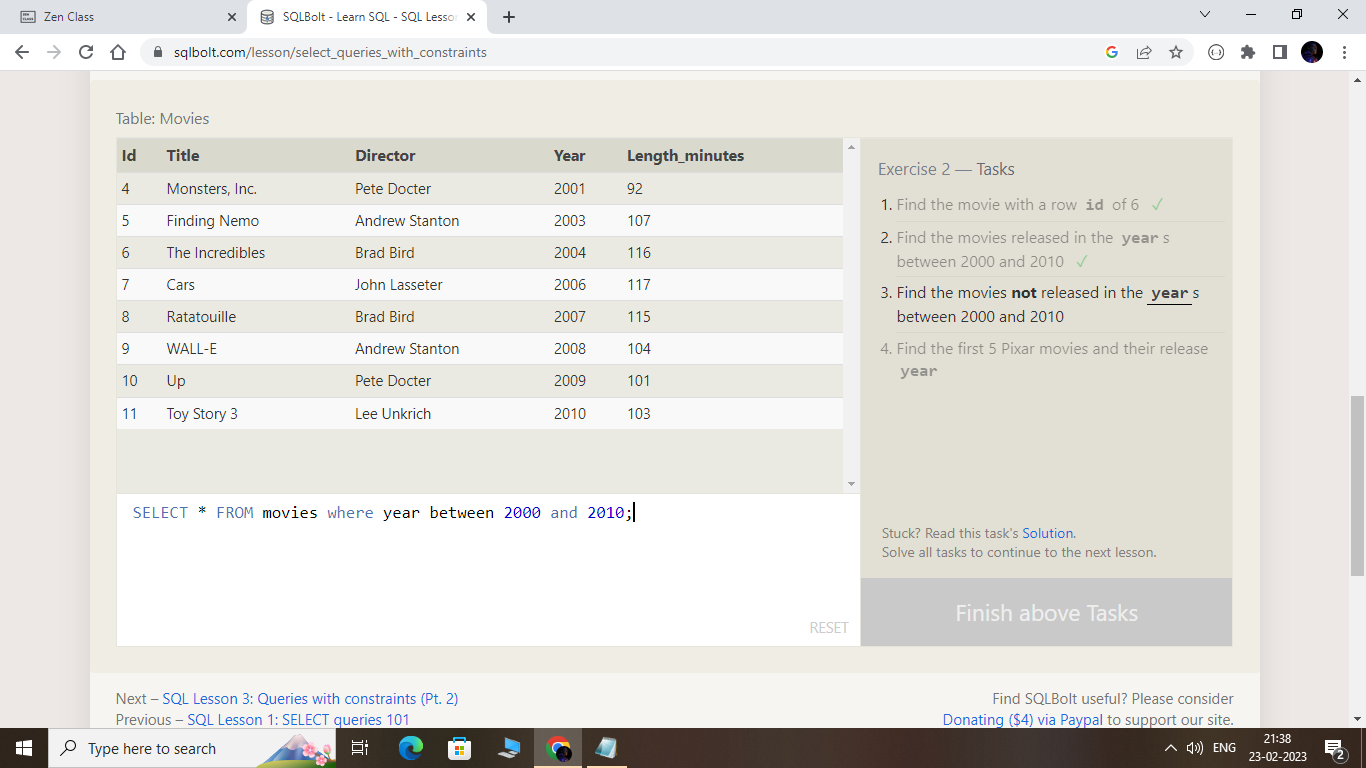 Zen Class
SQLBolt - Learn SQL - SQL Lesson
sqlbolt.com/lesson/select_queries_with_constraints
Table: Movies
Id Title Director Year Length_minutes
4 Monsters, Inc. Pete Docter 2001 92
5 Finding Nemo Andrew Stanton 2003 107
6 The Incredibles Brad Bird 2004 116
7 Cars John Lasseter 2006 117
8 Ratatouille Brad Bird 2007 115
9 WALL-E Andrew Stanton 2008 104
10 Up Pete Docter 2009 101
11 Toy Story 3 Lee Unkrich 2010 103
SELECT * FROM movies where year between 2000 and 2010;
RESET
Exercise 2 — Tasks
1. Find the movie with a row id of 6 ✓
2. Find the movies released in the year s
between 2000 and 2010 ✓
3. Find the movies not released in the year s
between 2000 and 2010
4. Find the first 5 Pixar movies and their release
year
Stuck? Read this task's Solution.
Solve all tasks to continue to the next lesson.
Finish above Tasks
Next – SQL Lesson 3: Queries with constraints (Pt. 2)
Previous – SQL Lesson 1: SELECT queries 101
Find SQLBolt useful? Please consider
Donating ($4) via Paypal to support our site.
Type here to search
ENG
21:38
23-02-2023
2